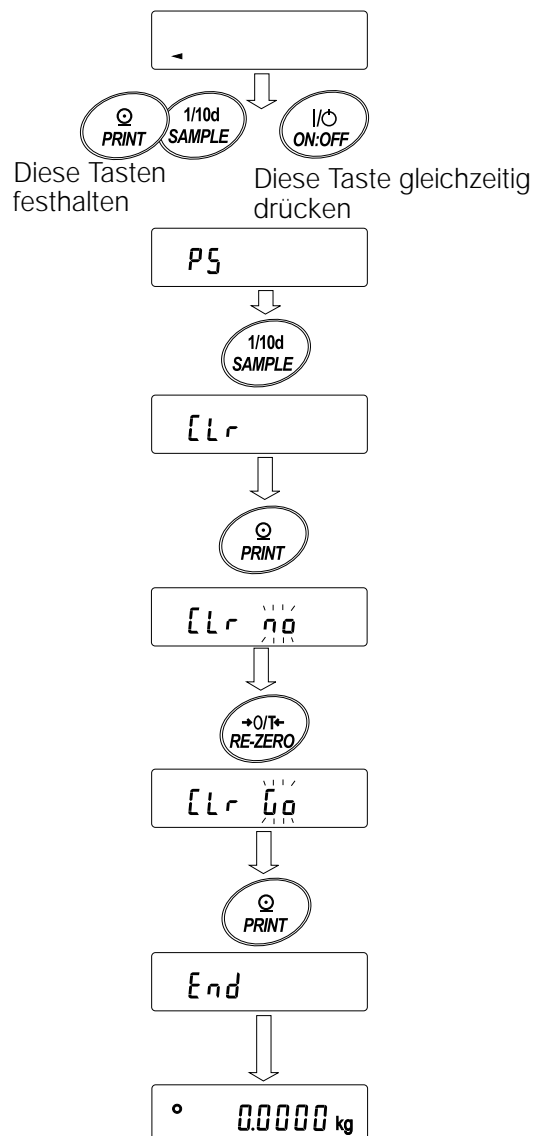 1/10d
PRINT SAMPLE ON:OFF
Diese Tasten
festhalten
Diese Taste gleichzeitig
drücken
PS
1/10d
SAMPLE
CLr
PRINT
CLr no
→0/T←
RE-ZERO
CLr Go
PRINT
End
0.0000 kg